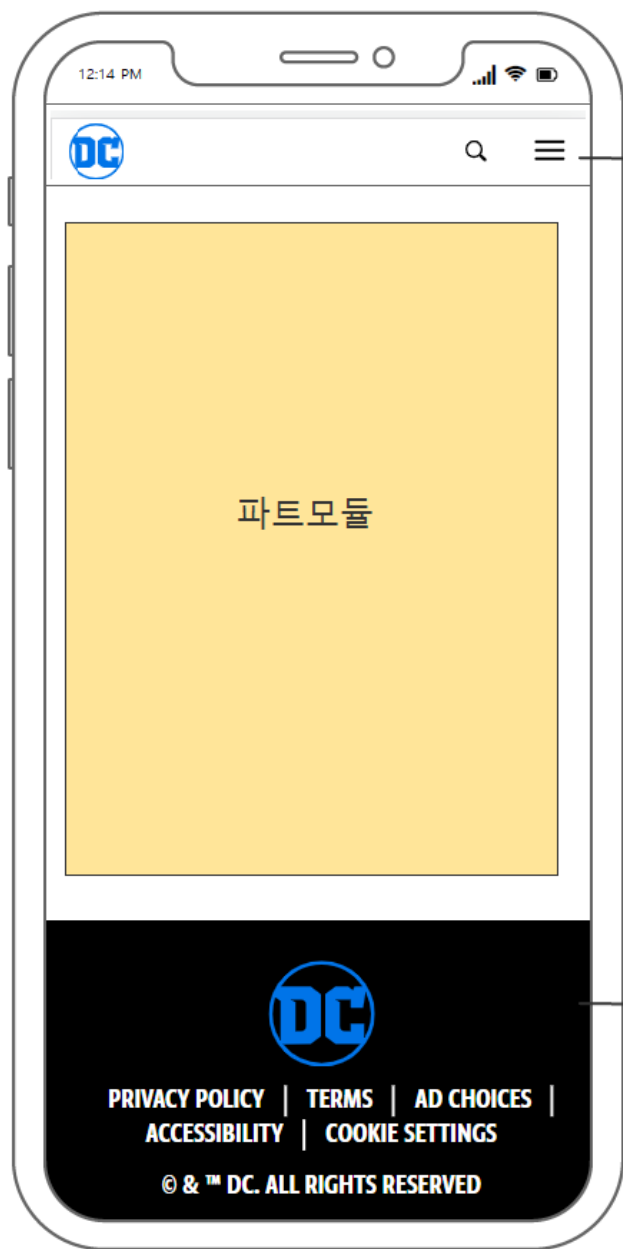 12:14 PM
DC
파트모듈
DC
PRIVACY POLICY | TERMS | AD CHOICES |
ACCESSIBILITY | COOKIE SETTINGS
© & ™ DC. ALL RIGHTS RESERVED